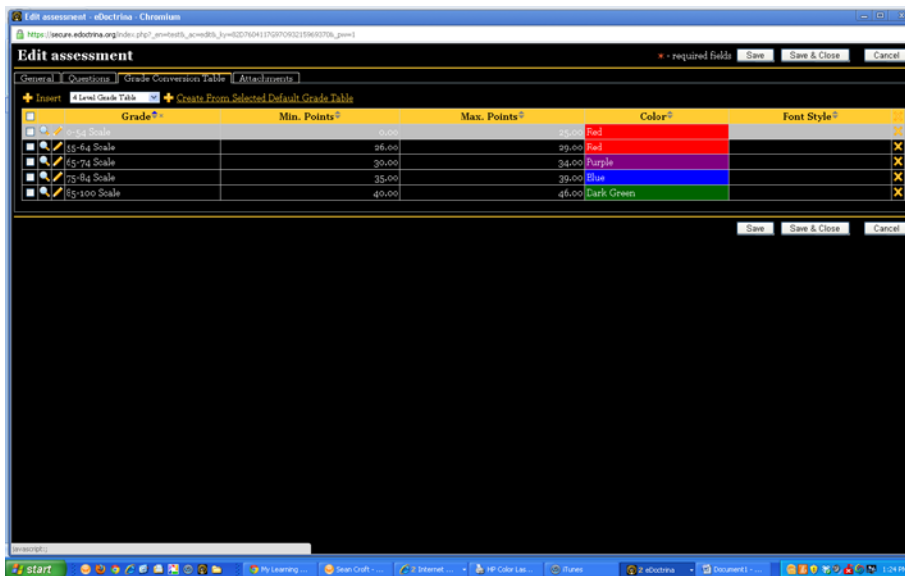 Edit assessment - eDoctrina - Chromium
Edit assessment
× - required fields Save Save & Close Cancel
General Questions Grade Conversion Table Attachments
Insert 4 Level Grade Table Create From Selected Default Grade Table
Grade Min. Points Max. Points Color Font Style
0-54 Scale 0.00 25.00 Red
55-64 Scale 26.00 29.00 Red
65-74 Scale 30.00 34.00 Purple
75-84 Scale 35.00 39.00 Blue
85-100 Scale 40.00 46.00 Dark Green
Save Save & Close Cancel
javascript:;
start My Learning ... Sean Croft - ... 2 Internet ... HP Color Las... iTunes 2 eDoctrina Document1 - ... 1:24 PM